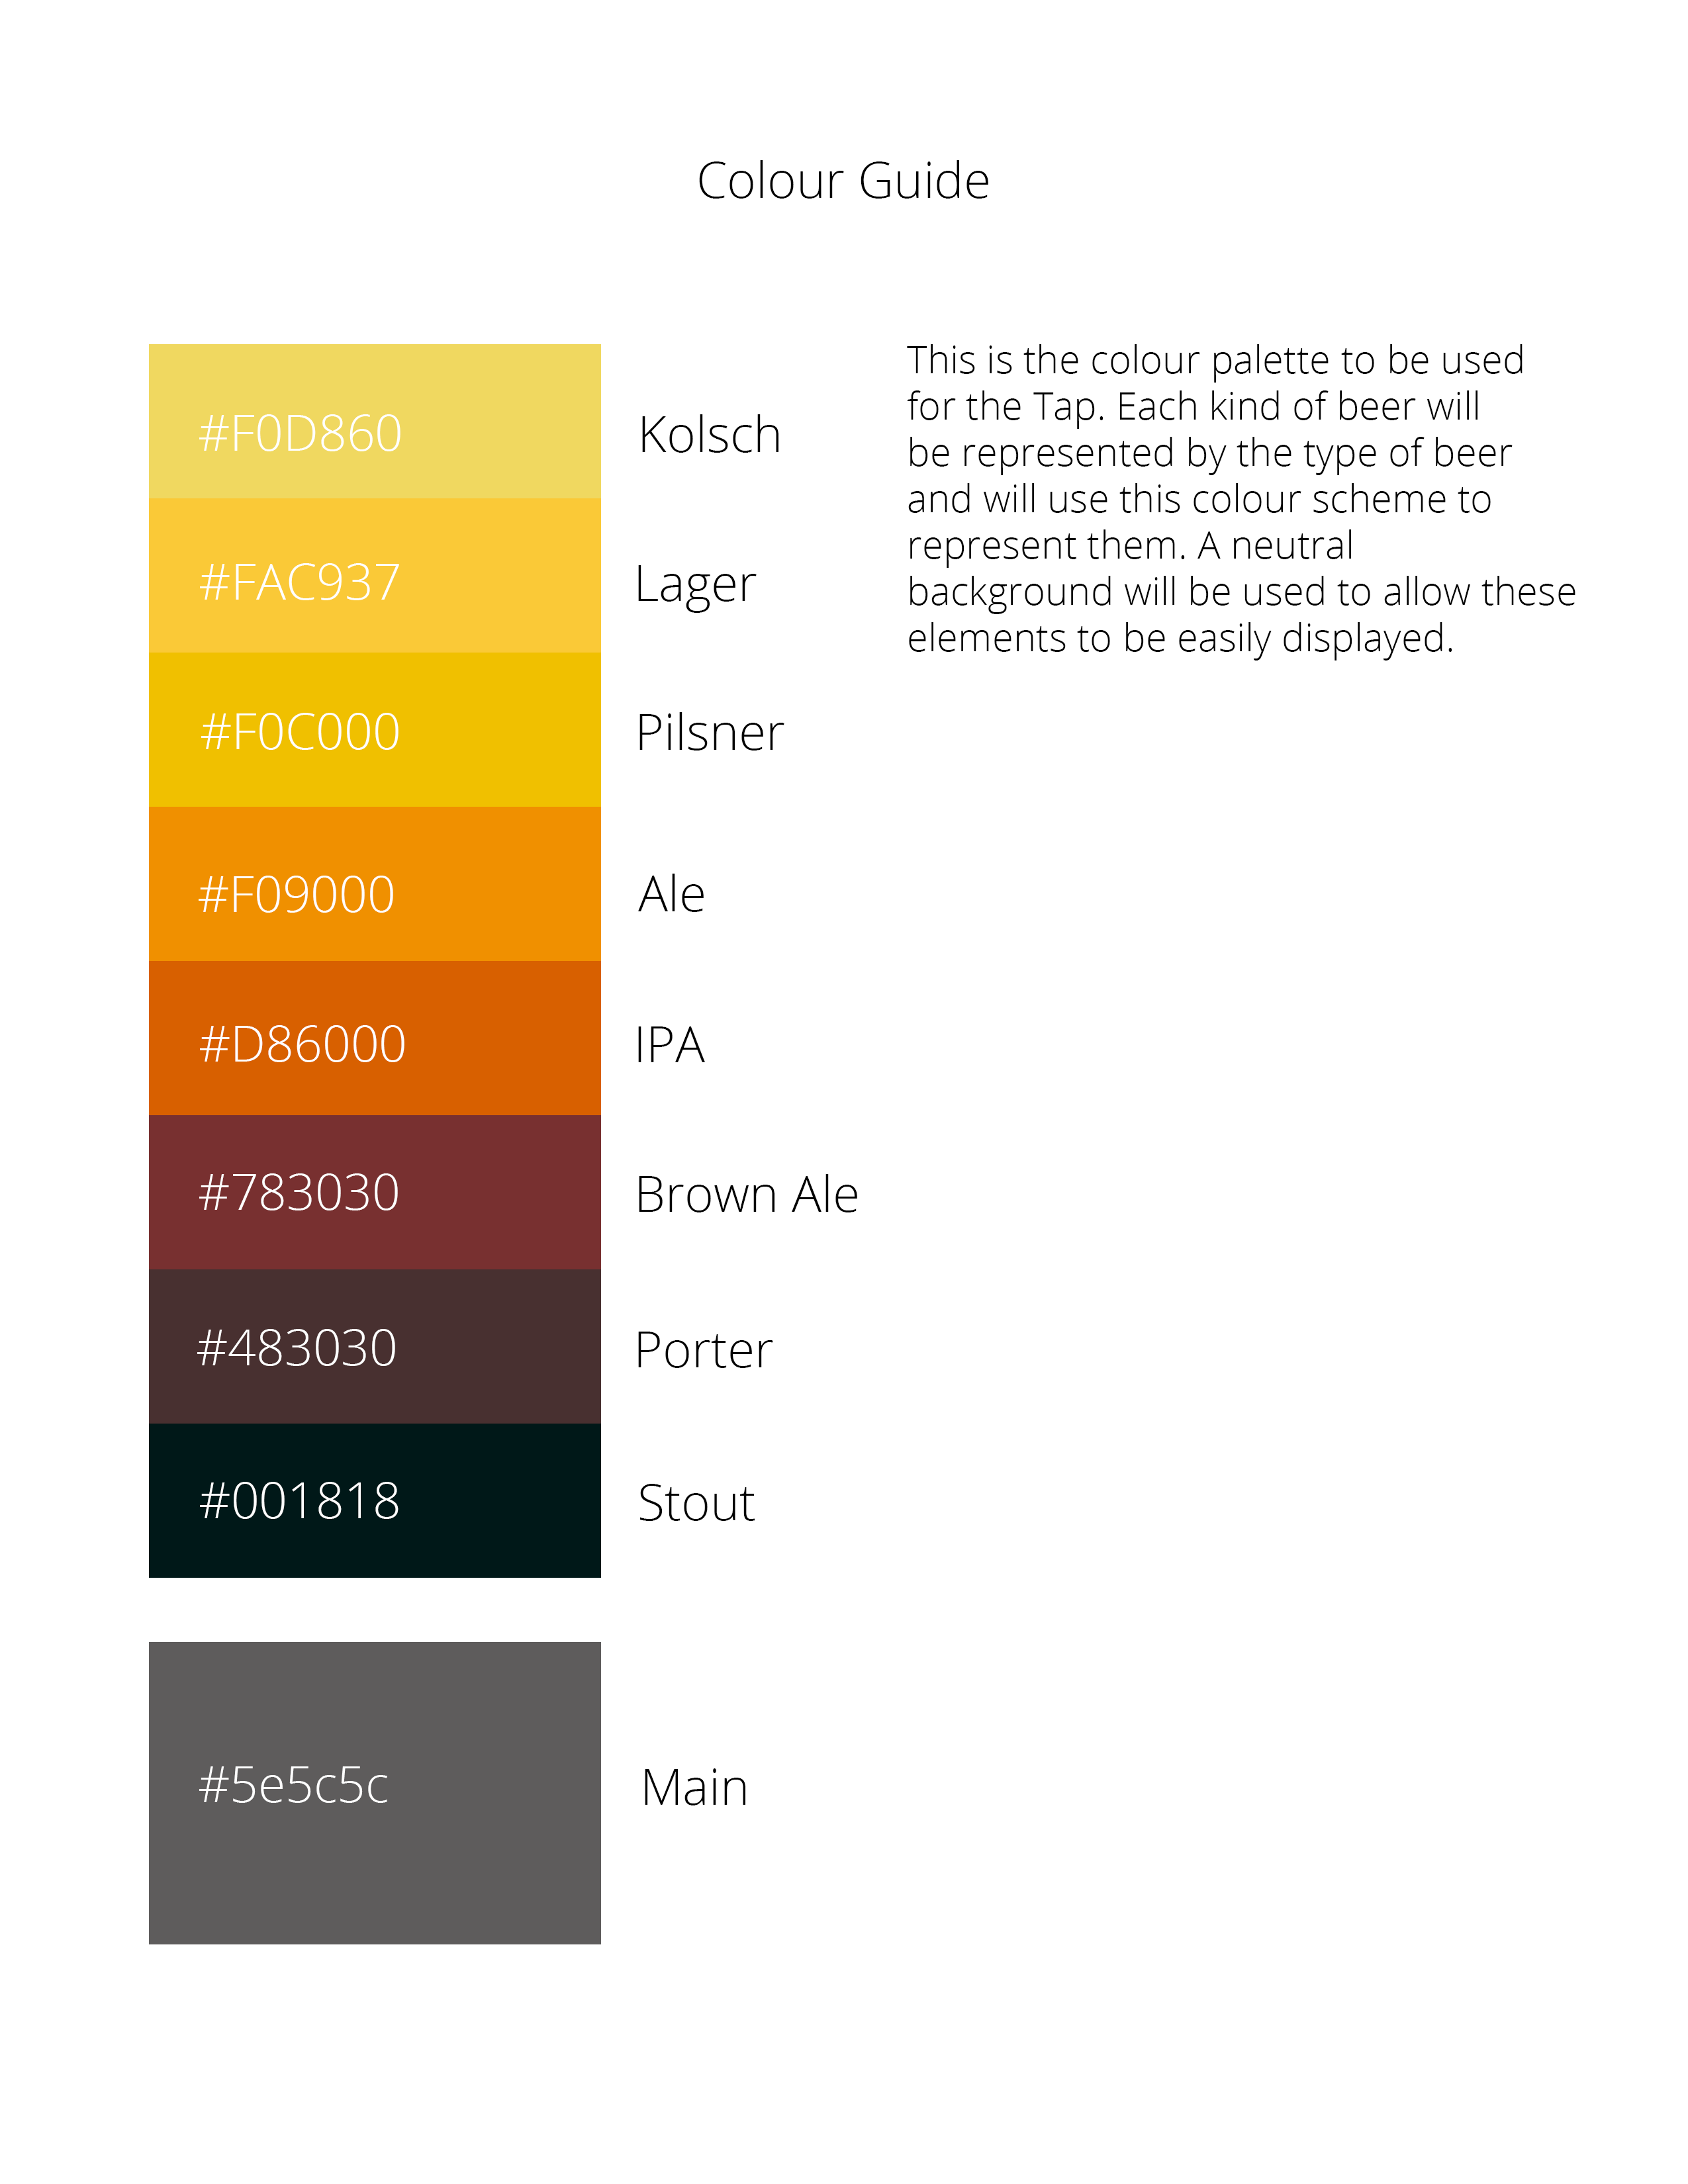 Colour Guide
#F0D860 Kolsch
#FAC937 Lager
#F0C000 Pilsner
#F09000 Ale
#D86000 IPA
#783030 Brown Ale
#483030 Porter
#001818 Stout
#5e5c5c Main
This is the colour palette to be used
for the Tap. Each kind of beer will
be represented by the type of beer
and will use this colour scheme to
represent them. A neutral
background will be used to allow these
elements to be easily displayed.